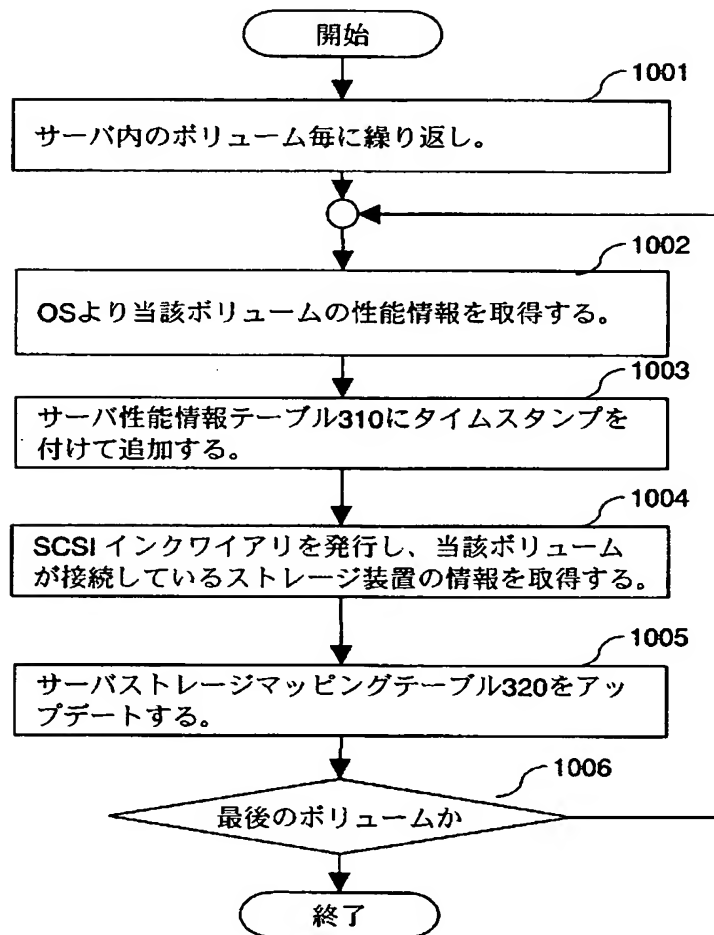 開始
1001
サーバ内のボリューム毎に繰り返し。
1002
OSより当該ボリュームの性能情報を取得する。
1003
サーバ性能情報テーブル310にタイムスタンプを
付けて追加する。
1004
SCSI インクワイアリを発行し、当該ボリューム
が接続しているストレージ装置の情報を取得する。
1005
サーバストレージマッピングテーブル320をアッ
プデートする。
1006
最後のボリュームか
終了